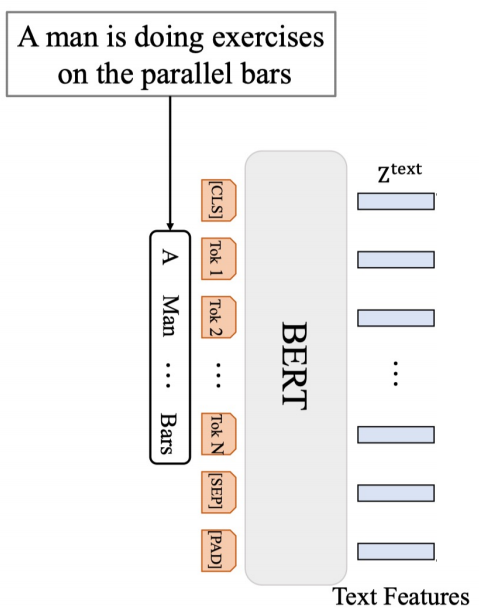 A man is doing exercises
on the parallel bars
Z^text
[CLS]
A
Tok 1
Man
Tok 2
...
...
...
Bars
Tok N
[SEP]
[PAD]
BERT
Text Features